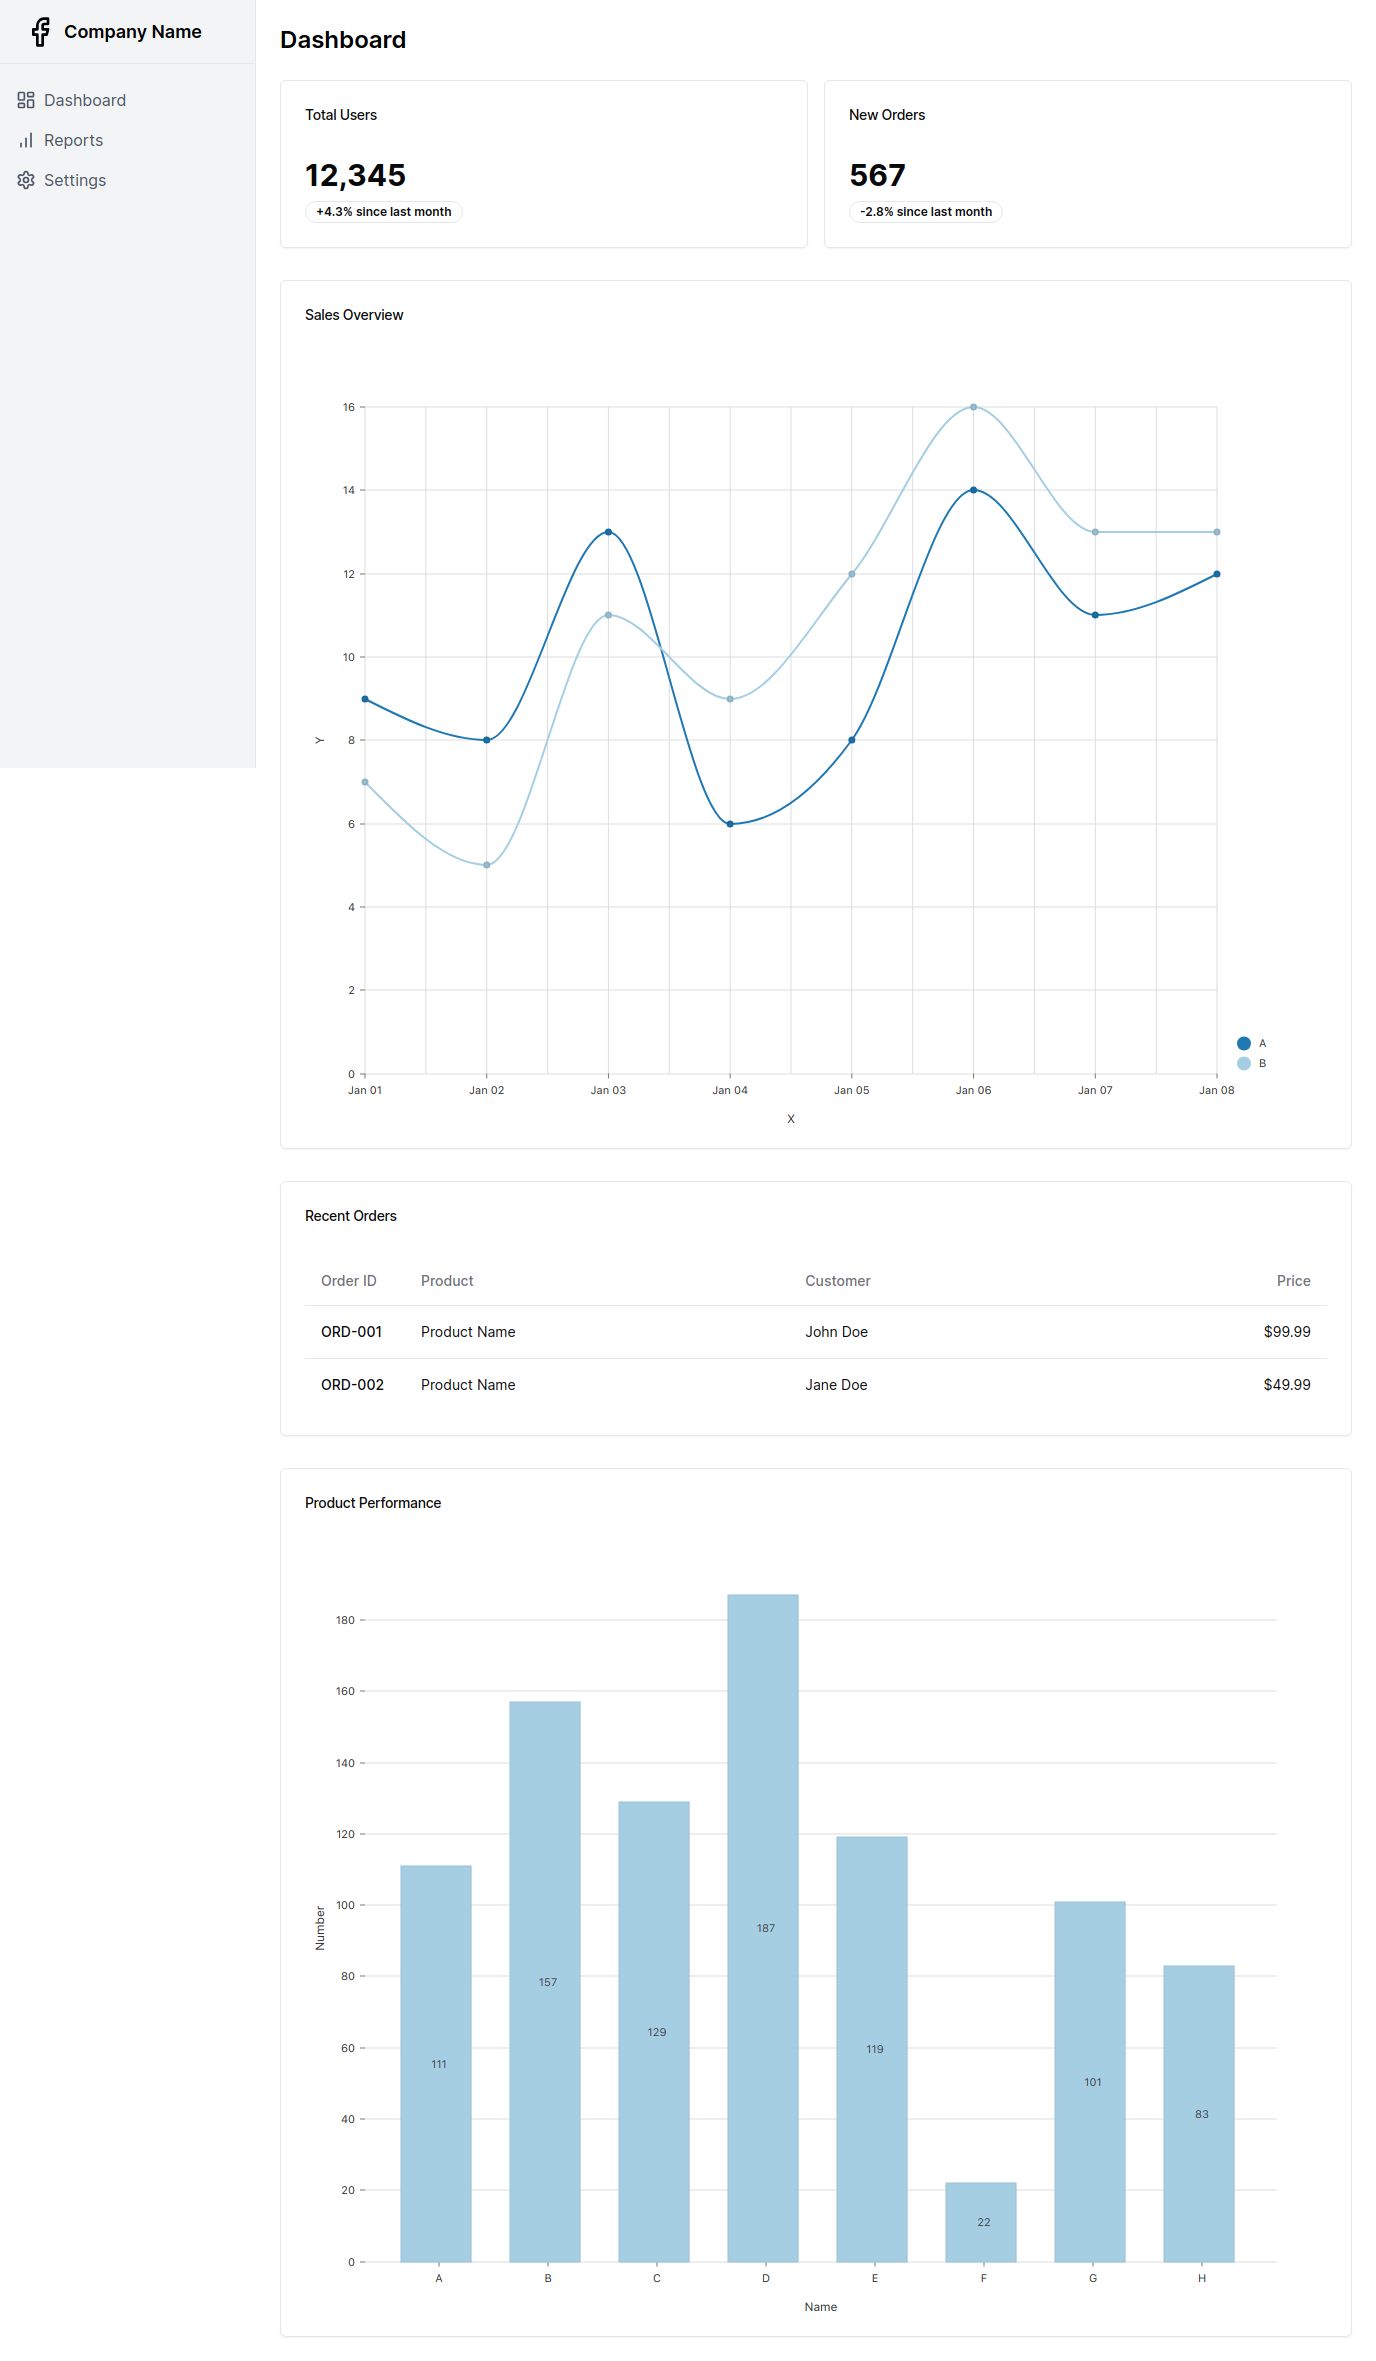 Company Name
Dashboard
Reports
Settings
Dashboard
Total Users
12,345
+4.3% since last month
New Orders
567
-2.8% since last month
Sales Overview
16
14
12
10
8
6
4
2
0
Y
Jan 01 Jan 02 Jan 03 Jan 04 Jan 05 Jan 06 Jan 07 Jan 08
X
A
B
Recent Orders
Order ID Product Customer Price
ORD-001 Product Name John Doe $99.99
ORD-002 Product Name Jane Doe $49.99
Product Performance
180
160
140
120
100
80
60
40
20
0
Number
111 157 129 187 119 22 101 83
A B C D E F G H
Name